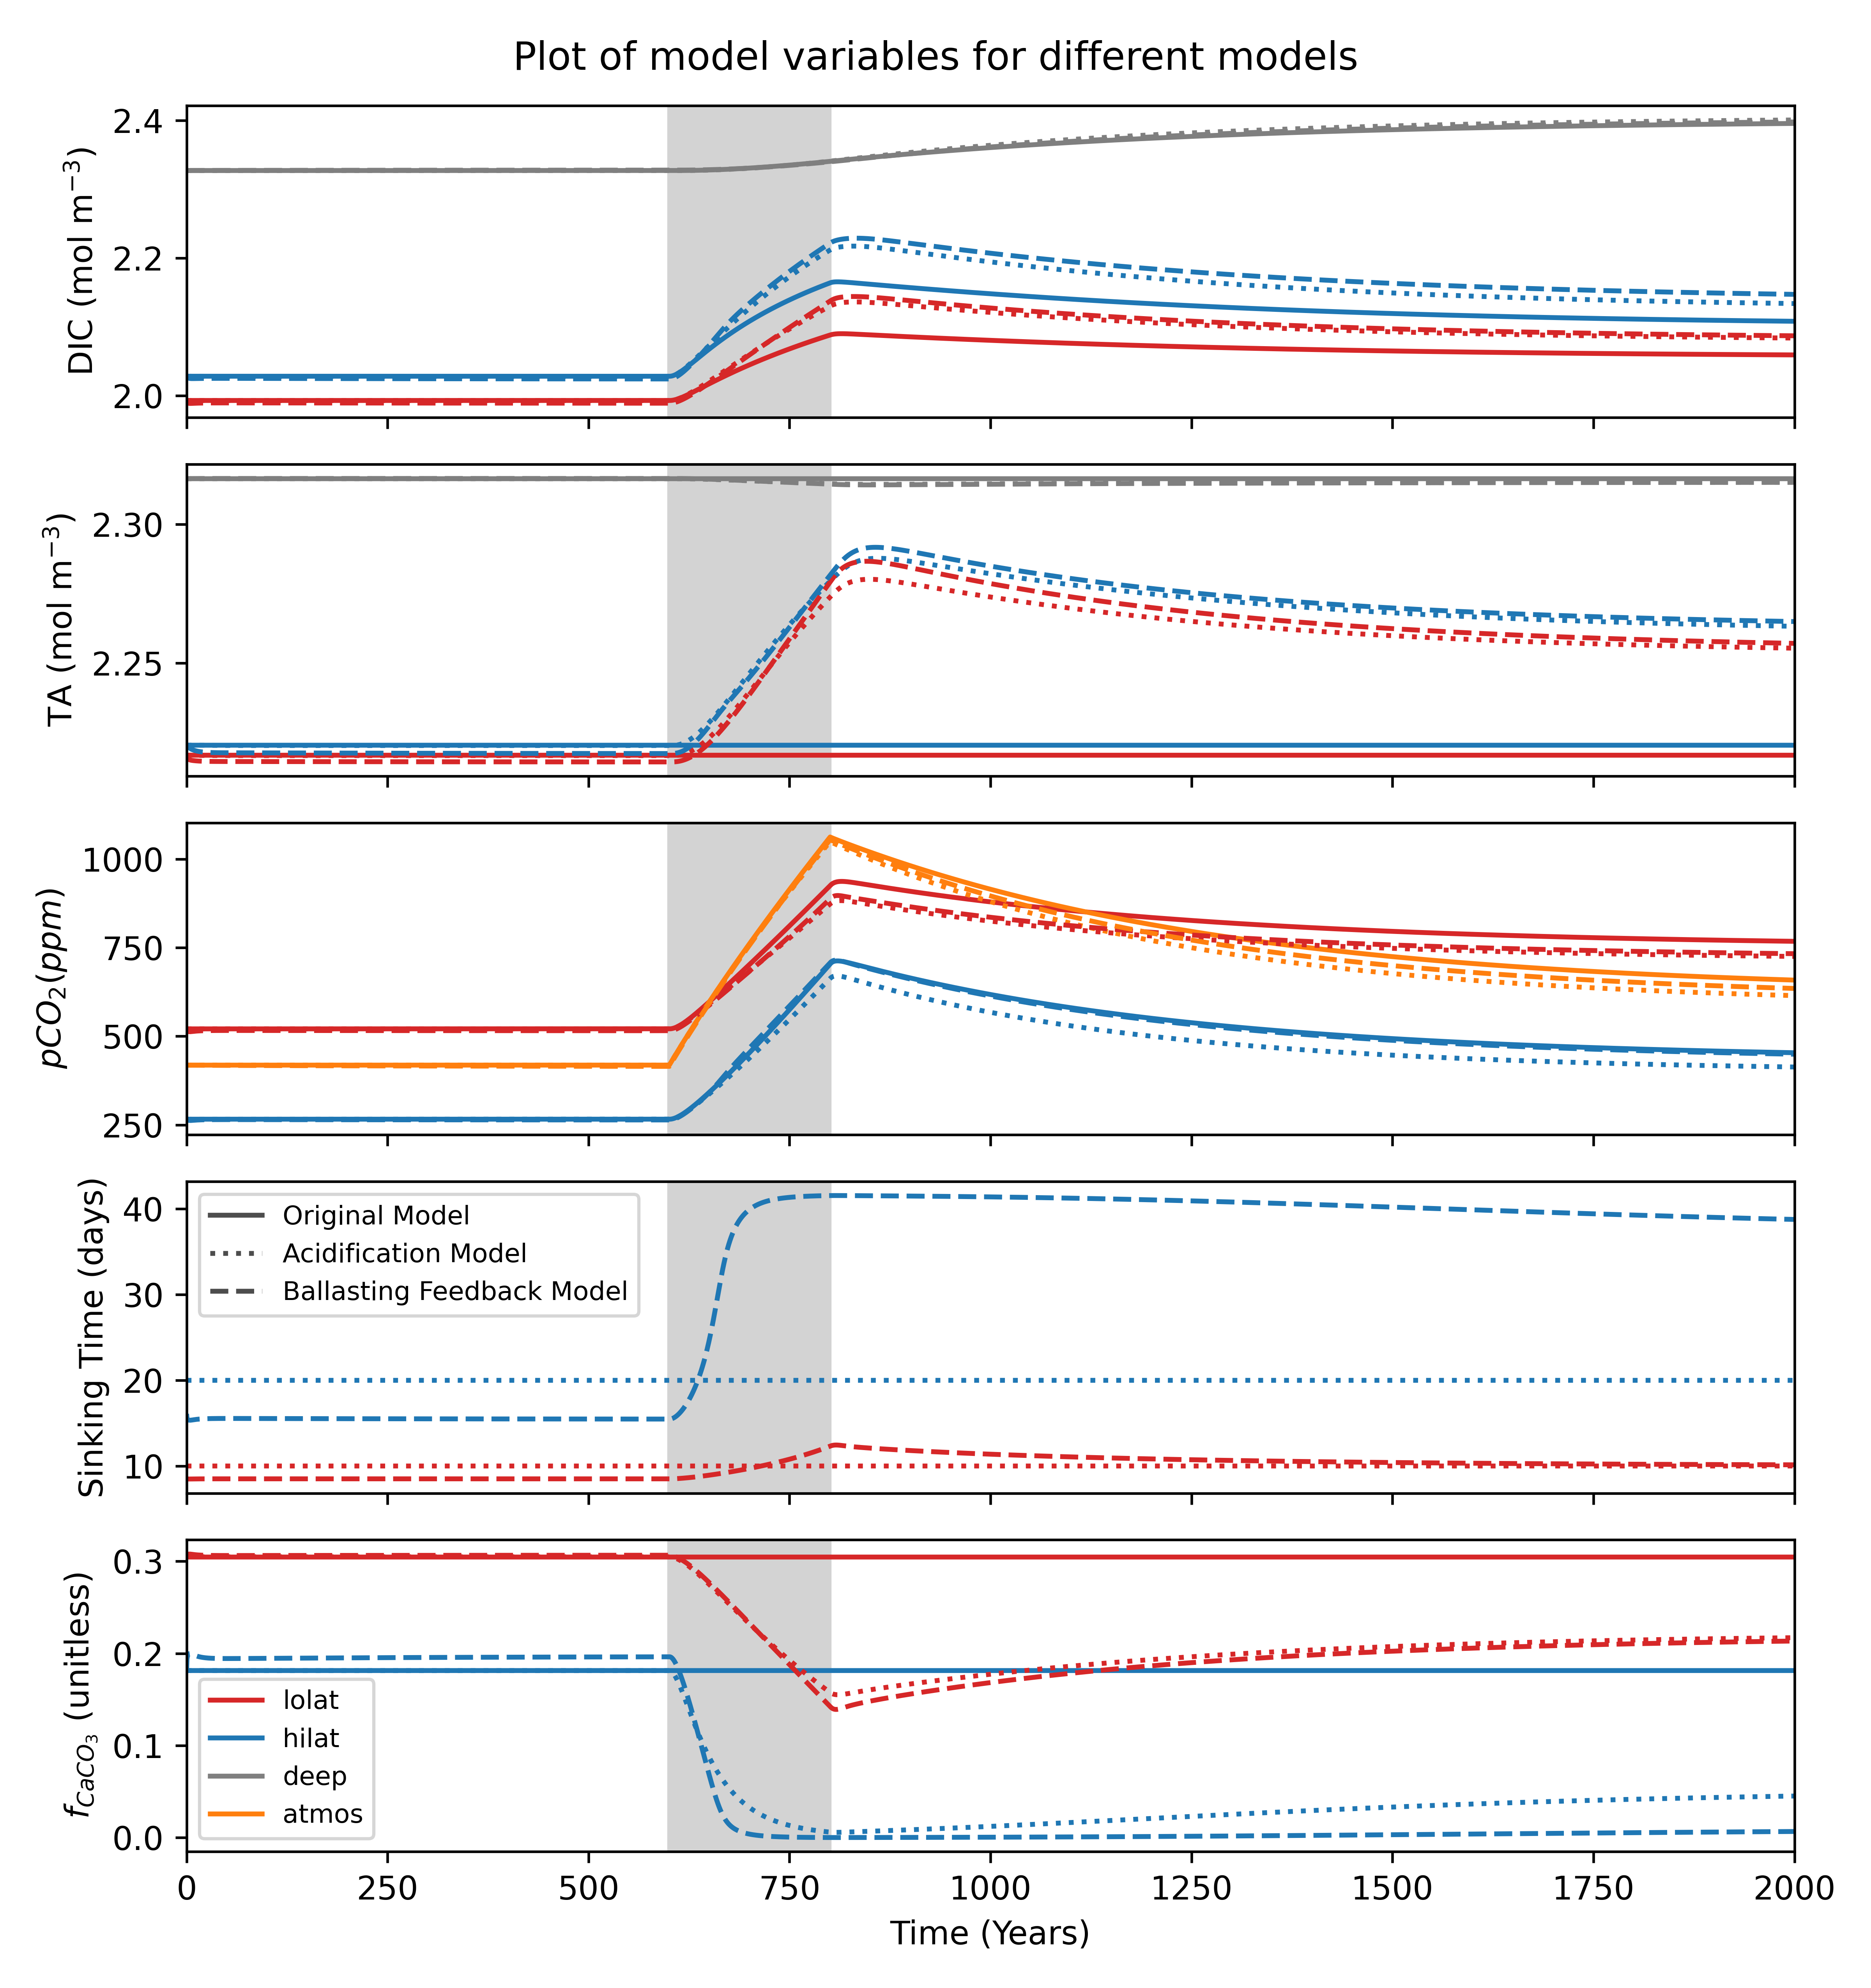 Plot of model variables for different models
DIC (mol m⁻³)
2.4
2.2
2.0
TA (mol m⁻³)
2.30
2.25
pCO₂(ppm)
1000
750
500
250
Sinking Time (days)
40
30
20
10
Original Model
Acidification Model
Ballasting Feedback Model
f_CaCO₃ (unitless)
0.3
0.2
0.1
0.0
lolat
hilat
deep
atmos
0 250 500 750 1000 1250 1500 1750 2000
Time (Years)